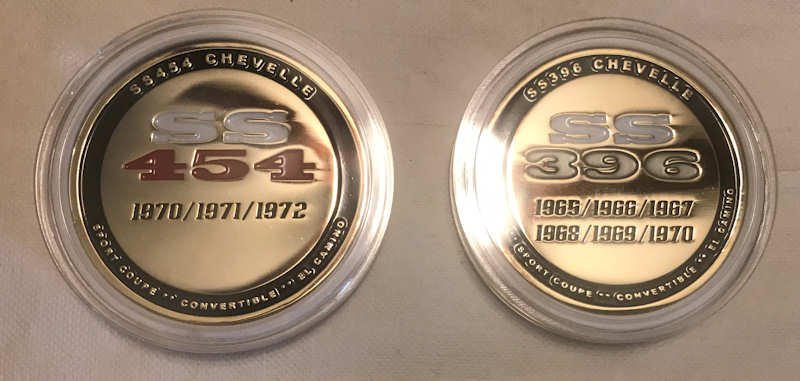 SS454 CHEVELLE
SS
454
1970/1971/1972
SPORT COUPE ·· CONVERTIBLE ·· EL CAMINO
SS396 CHEVELLE
SS
396
1965/1966/1967
1968/1969/1970
SPORT COUPE ·· CONVERTIBLE ·· EL CAMINO